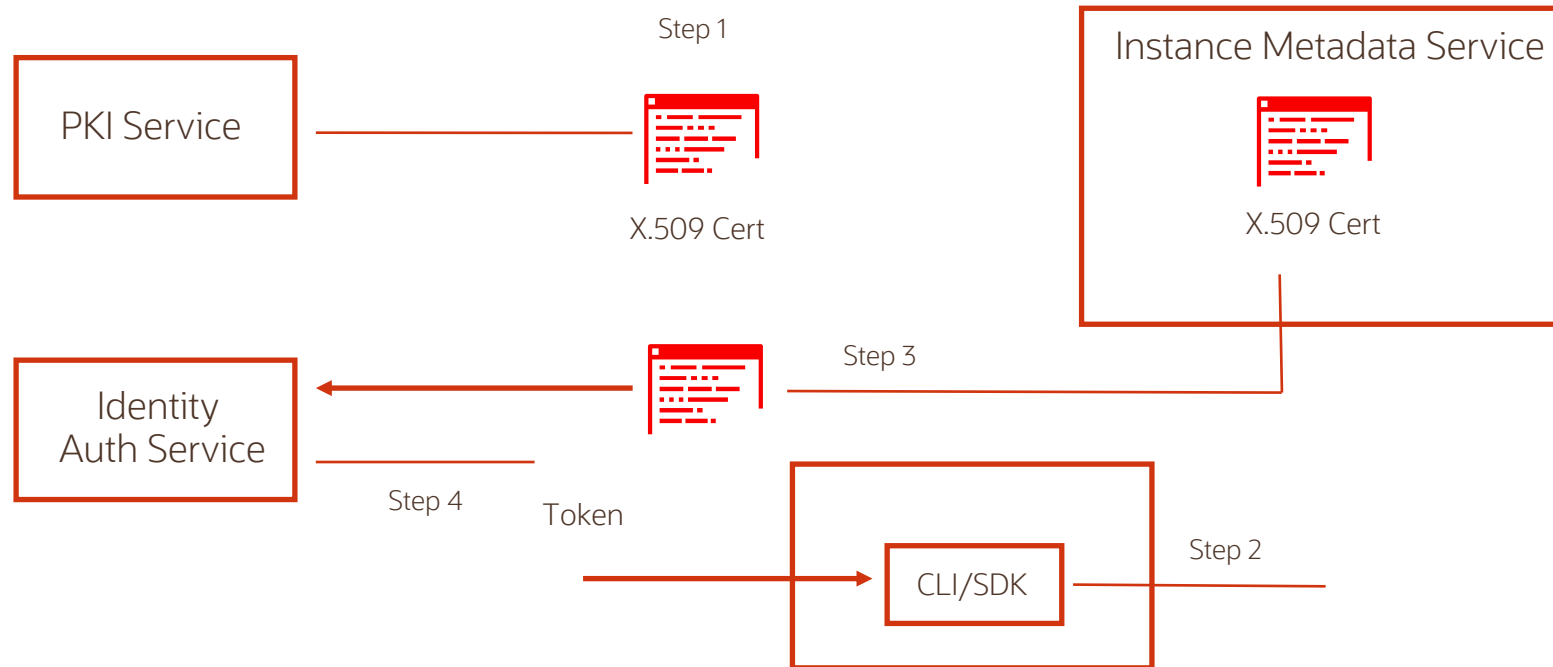 Step 1
Instance Metadata Service
PKI Service
X.509 Cert
X.509 Cert
Step 3
Identity
Auth Service
Step 4
Token
Step 2
CLI/SDK